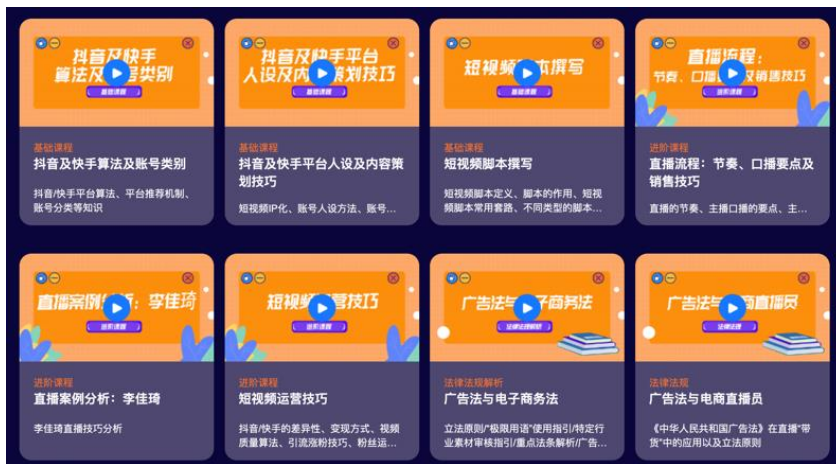 抖音及快手
算法及 号类别
基础课程
基础课程
抖音及快手算法及账号类别
抖音/快手平台算法、平台推荐机制、
账号分类等知识
抖音及快手平台
人设及内 策划技巧
基础课程
基础课程
抖音及快手平台人设及内容策
划技巧
短视频IP化、账号人设方法、账号...
短视频 本撰写
基础课程
基础课程
短视频脚本撰写
短视频脚本定义、脚本的作用、短视
频脚本常用套路、不同类型的脚本...
直播流程：
节奏、口播 及销售技巧
进阶课程
进阶课程
直播流程：节奏、口播要点及
销售技巧
直播的节奏、主播口播的要点、主...
直播案例 析：李佳琦
进阶课程
进阶课程
直播案例分析：李佳琦
李佳琦直播技巧分析
短视频 营技巧
进阶课程
进阶课程
短视频运营技巧
抖音/快手的差异性、变现方式、视频
质量算法、引流涨粉技巧、粉丝运...
广告法与 子商务法
法律法规解析
法律法规解析
广告法与电子商务法
立法原则/“极限用语”使用指引/特定行
业素材审核指引/重点法条解析/广告...
广告法与 商直播员
法律法规
法律法规
广告法与电商直播员
《中华人民共和国广告法》在直播“带
货”中的应用以及立法原则